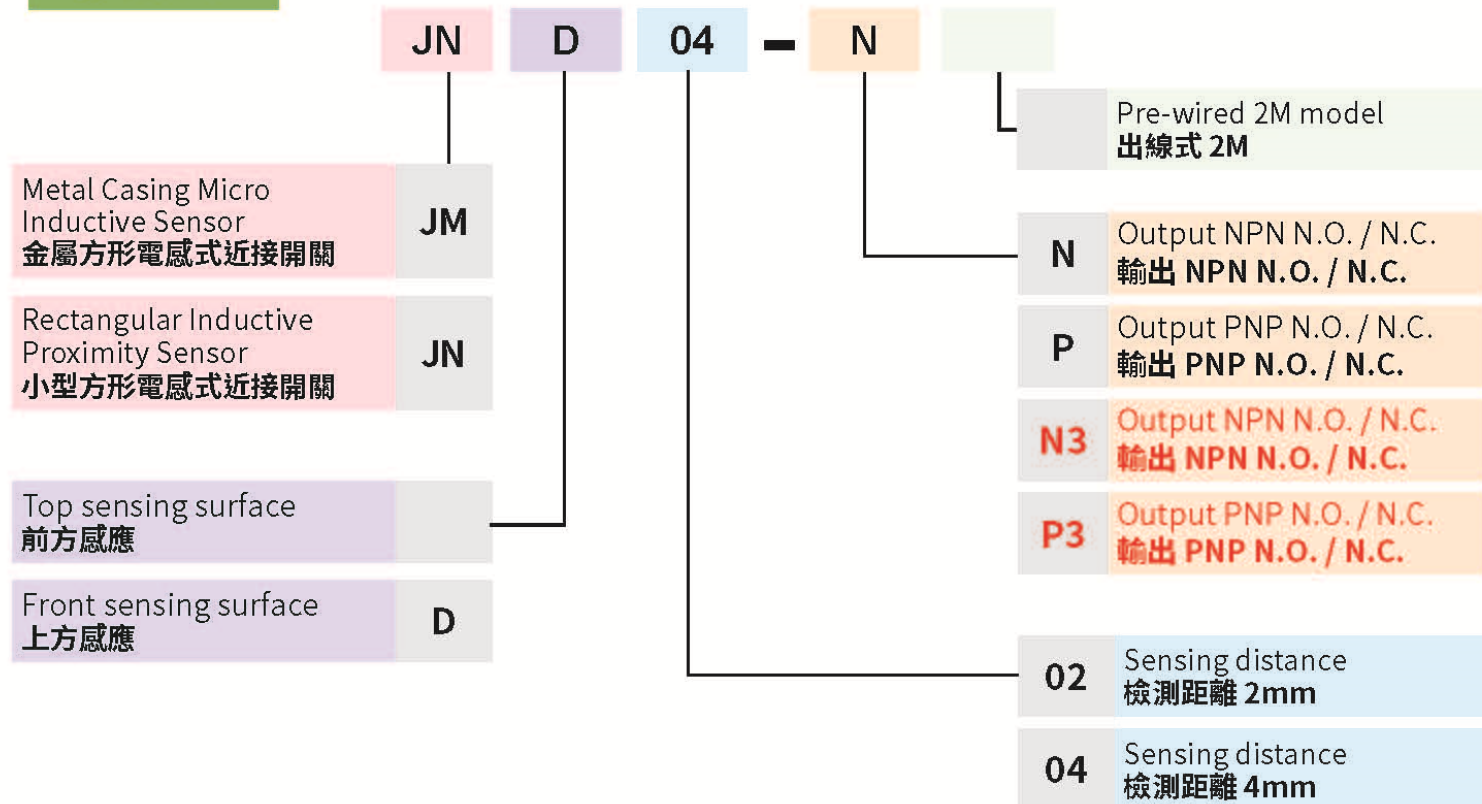 JN D 04 - N
Pre-wired 2M model
出線式 2M
Metal Casing Micro
Inductive Sensor
金屬方形電感式近接開關
JM
Rectangular Inductive
Proximity Sensor
小型方形電感式近接開關
JN
Top sensing surface
前方感應
Front sensing surface
上方感應
D
N
Output NPN N.O. / N.C.
輸出 NPN N.O. / N.C.
P
Output PNP N.O. / N.C.
輸出 PNP N.O. / N.C.
N3
Output NPN N.O. / N.C.
輸出 NPN N.O. / N.C.
P3
Output PNP N.O. / N.C.
輸出 PNP N.O. / N.C.
02
Sensing distance
檢測距離 2mm
04
Sensing distance
檢測距離 4mm